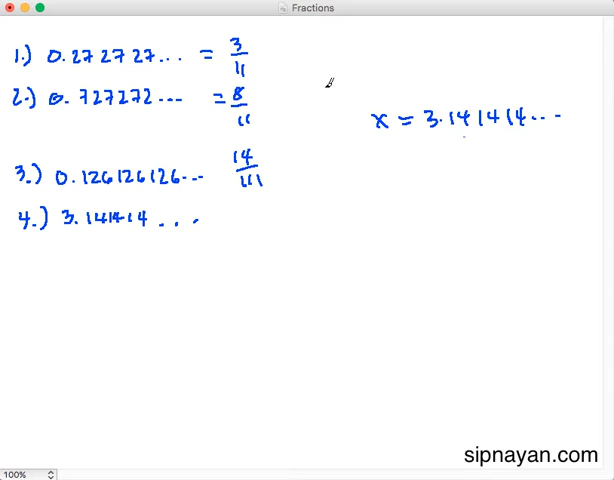 Fractions
1.) 0.272727... = 3/11
2.) 0.727272... = 8/11
x = 3.141414...
3.) 0.126126126... 14/111
4.) 3.141414...
sipnayan.com
100%